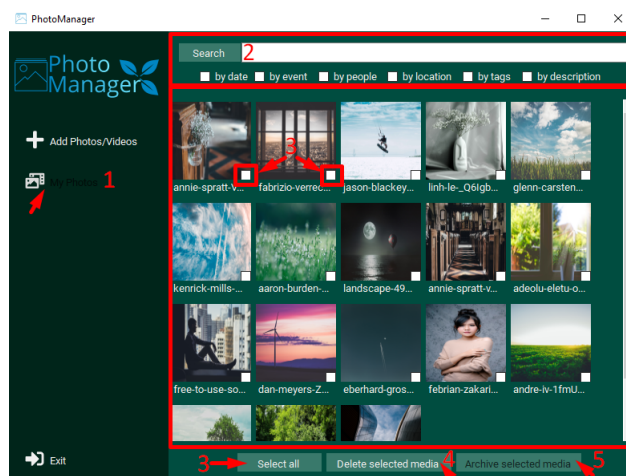 PhotoManager
Photo
Manager
Search 2
by date by event by people by location by tags by description
Add Photos/Videos
My Photos 1
3
annie-spratt-v... fabrizio-verrec... jason-blackey... linh-le-_Q6Igb... glenn-carsten...
kenrick-mills-... aaron-burden-... landscape-49... annie-spratt-v... adeolu-eletu-o...
free-to-use-so... dan-meyers-Z... eberhard-gros... febrian-zakari... andre-iv-1fmU...
Exit
3 Select all Delete selected media 4 Archive selected media 5